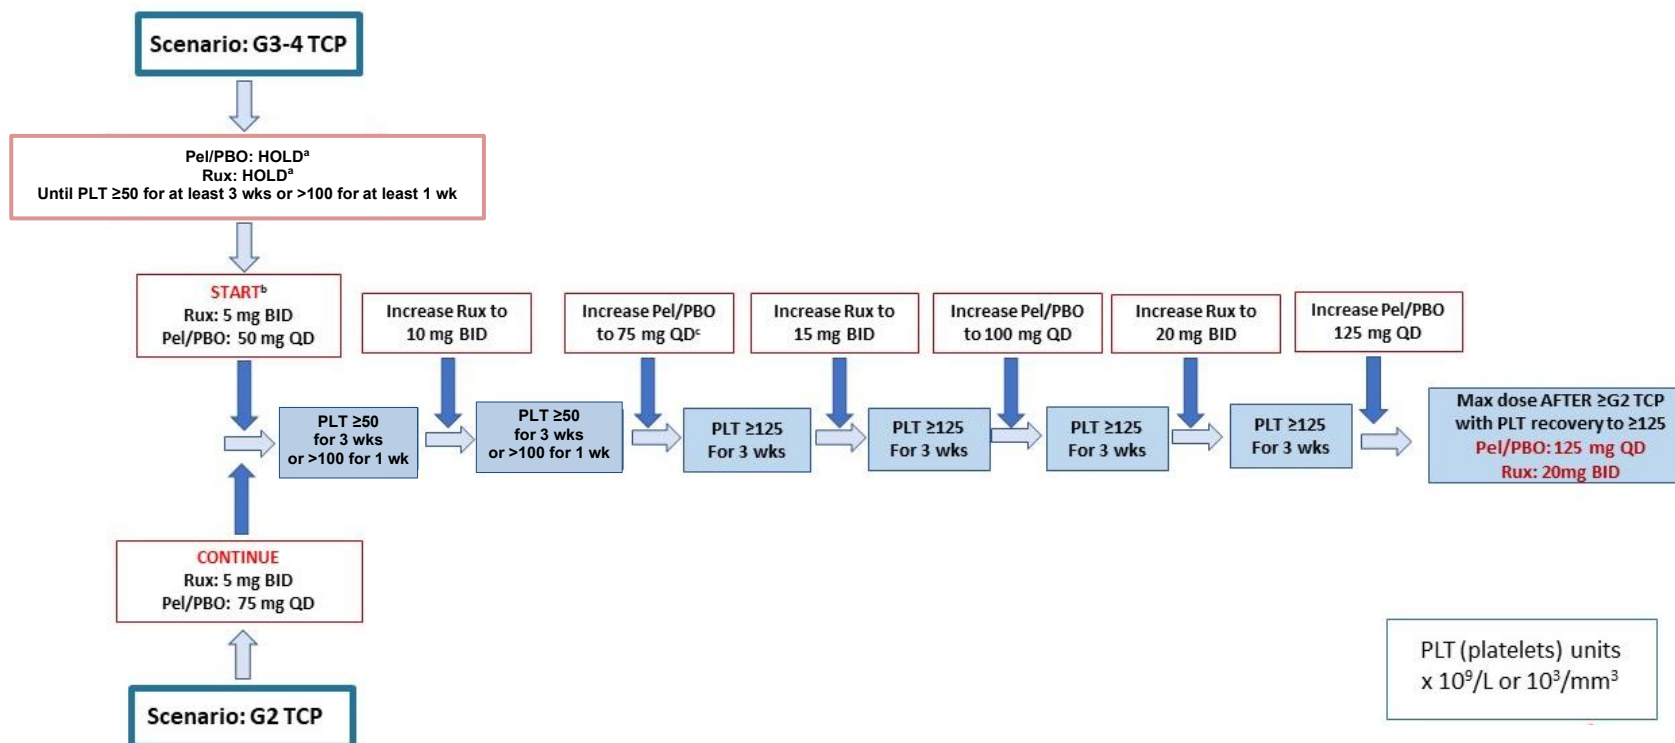 Scenario: G3-4 TCP
Pel/PBO: HOLDᵃ
Rux: HOLDᵃ
Until PLT ≥50 for at least 3 wks or >100 for at least 1 wk
STARTᵇ
Rux: 5 mg BID
Pel/PBO: 50 mg QD
Increase Rux to
10 mg BID
Increase Pel/PBO
to 75 mg QDᶜ
Increase Rux to
15 mg BID
Increase Pel/PBO
to 100 mg QD
Increase Rux to
20 mg BID
Increase Pel/PBO
125 mg QD
PLT ≥50
for 3 wks
or >100 for 1 wk
PLT ≥50
for 3 wks
or >100 for 1 wk
PLT ≥125
For 3 wks
PLT ≥125
For 3 wks
PLT ≥125
For 3 wks
PLT ≥125
For 3 wks
Max dose AFTER ≥G2 TCP
with PLT recovery to ≥125
Pel/PBO: 125 mg QD
Rux: 20mg BID
CONTINUE
Rux: 5 mg BID
Pel/PBO: 75 mg QD
Scenario: G2 TCP
PLT (platelets) units
x 10⁹/L or 10³/mm³